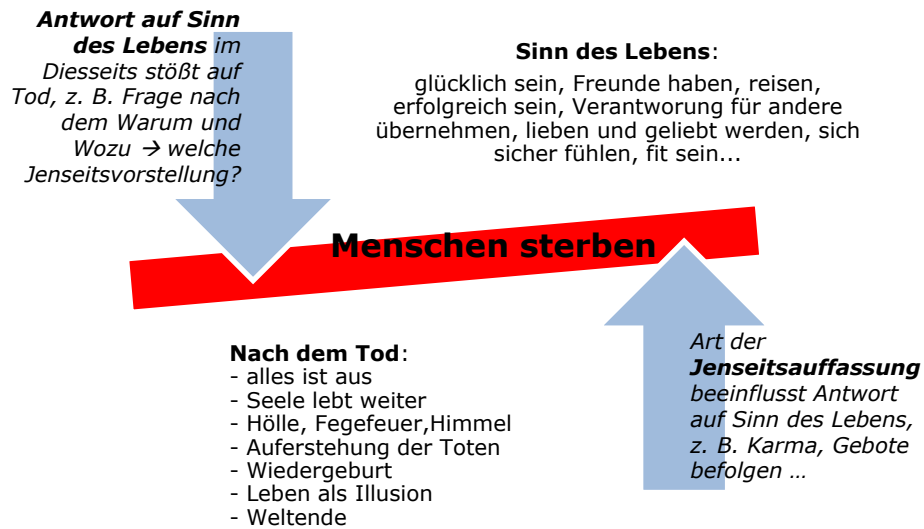 Antwort auf Sinn
des Lebens im
Diesseits stößt auf
Tod, z. B. Frage nach
dem Warum und
Wozu → welche
Jenseitsvorstellung?
Sinn des Lebens:
glücklich sein, Freunde haben, reisen,
erfolgreich sein, Verantworung für andere
übernehmen, lieben und geliebt werden, sich
sicher fühlen, fit sein...
Menschen sterben
Nach dem Tod:
- alles ist aus
- Seele lebt weiter
- Hölle, Fegefeuer,Himmel
- Auferstehung der Toten
- Wiedergeburt
- Leben als Illusion
- Weltende
Art der
Jenseitsauffassung
beeinflusst Antwort
auf Sinn des Lebens,
z. B. Karma, Gebote
befolgen ...